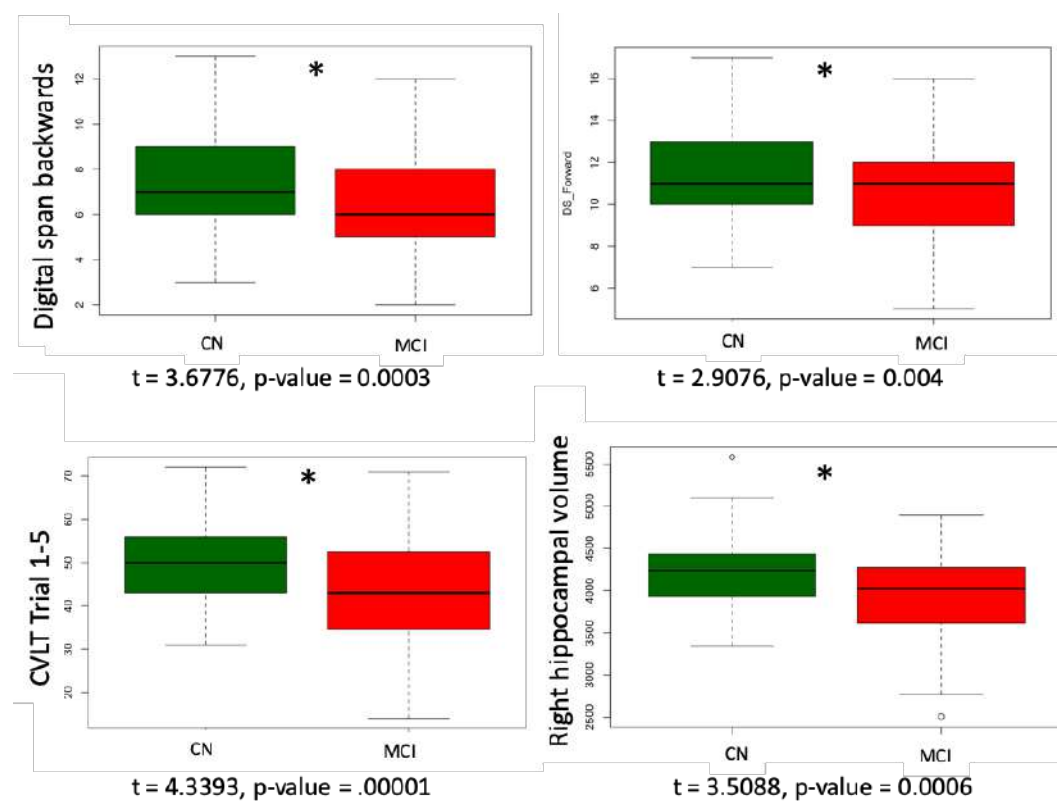 Digital span backwards
12
10
8
6
4
2
*
CN
MCI
t = 3.6776, p-value = 0.0003
DS_Forward
16
14
12
10
8
6
*
CN
MCI
t = 2.9076, p-value = 0.004
CVLT Trial 1-5
70
60
50
40
30
20
*
CN
MCI
t = 4.3393, p-value = .00001
Right hippocampal volume
5500
5000
4500
4000
3500
3000
2500
*
CN
MCI
t = 3.5088, p-value = 0.0006